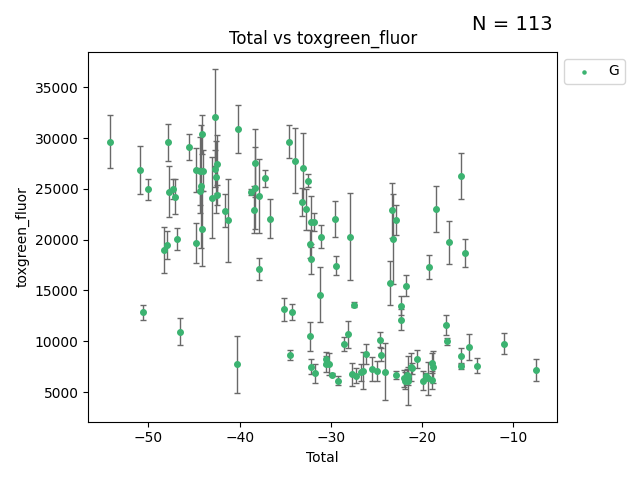 N = 113
Total vs toxgreen_fluor
G
toxgreen_fluor
35000
30000
25000
20000
15000
10000
5000
−50 −40 −30 −20 −10
Total